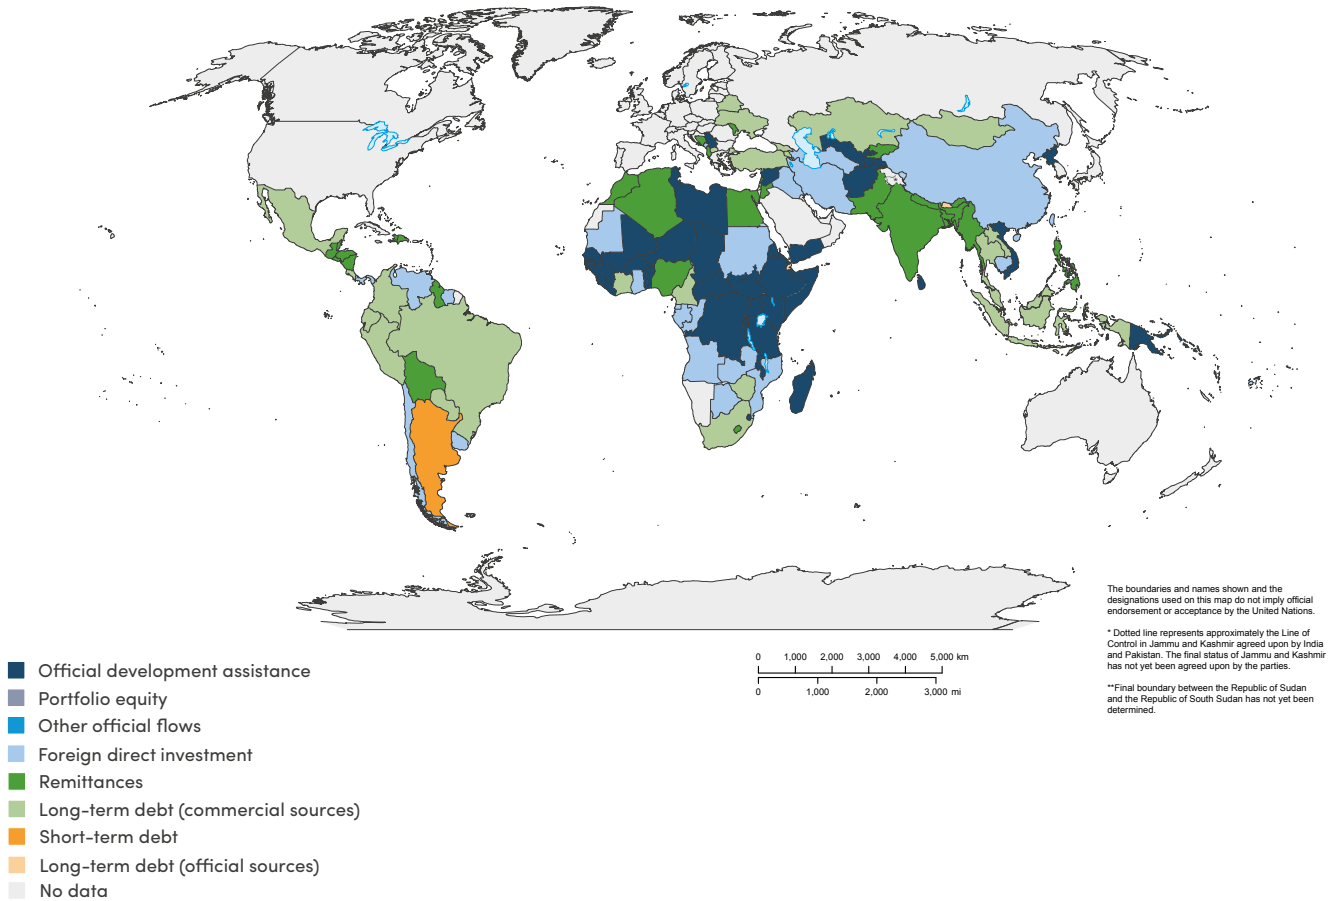 The boundaries and names shown and the
designations used on this map do not imply official
endorsement or acceptance by the United Nations.
* Dotted line represents approximately the Line of
Control in Jammu and Kashmir agreed upon by India
and Pakistan. The final status of Jammu and Kashmir
has not yet been agreed upon by the parties.
**Final boundary between the Republic of Sudan
and the Republic of South Sudan has not yet been
determined.
0 1,000 2,000 3,000 4,000 5,000 km
0 1,000 2,000 3,000 mi
Official development assistance
Portfolio equity
Other official flows
Foreign direct investment
Remittances
Long-term debt (commercial sources)
Short-term debt
Long-term debt (official sources)
No data